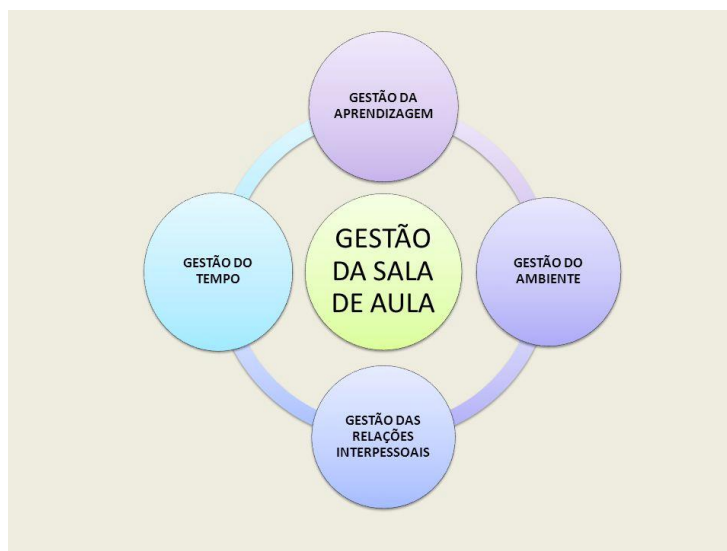 GESTÃO DA
APRENDIZAGEM
GESTÃO DO
TEMPO
GESTÃO
DA SALA
DE AULA
GESTÃO DO
AMBIENTE
GESTÃO DAS
RELAÇÕES
INTERPESSOAIS